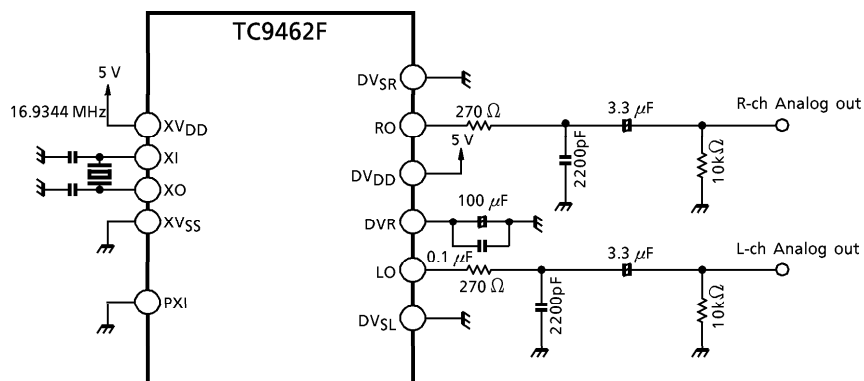 TC9462F
5 V
16.9344 MHz
XVDD
XI
XO
XVSS
PXI
DVSR
RO
DVDD
DVR
LO
DVSL
270 Ω
5 V
2200pF
3.3 μF
10kΩ
R-ch Analog out
100 μF
0.1 μF
270 Ω
2200pF
3.3 μF
10kΩ
L-ch Analog out